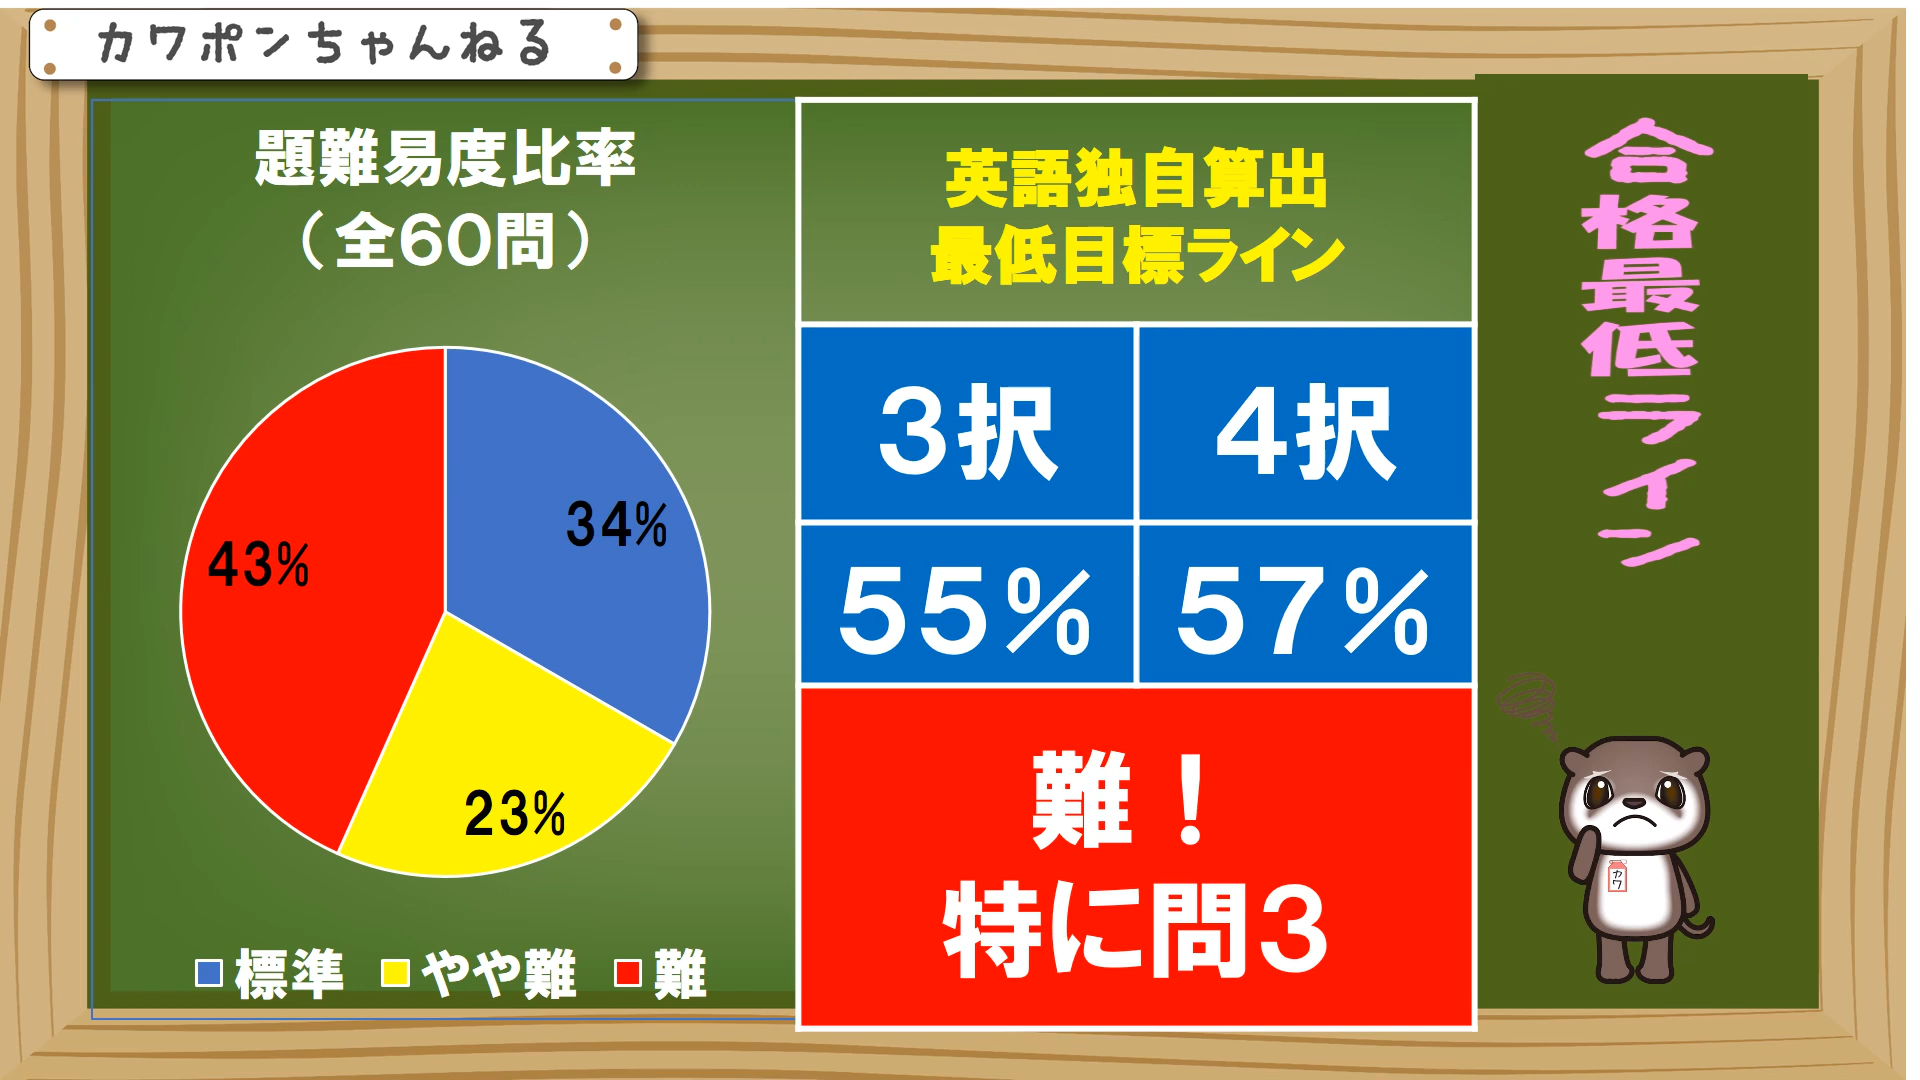 カワポンちゃんねる
題難易度比率
（全60問）
43%
34%
23%
標準 やや難 難
英語独自算出
最低目標ライン
3択 4択
55% 57%
難！
特に問3
合格最低ライン
カワ